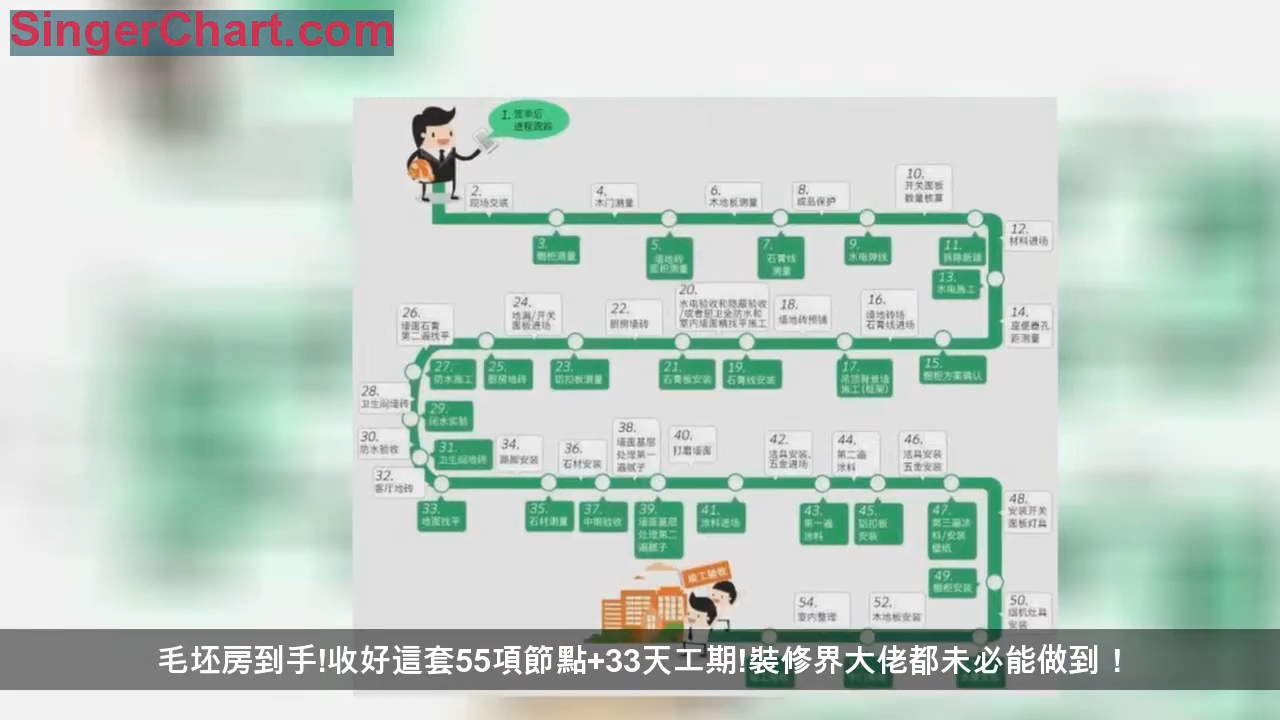 SingerChart.com
1. 签单后
进程跟踪
2.
现场交底
4.
木门测量
6.
木地板测量
8.
成品保护
10.
开关面板
数量核算
3.
橱柜测量
5.
墙地砖
面积测量
7.
石膏线
测量
9.
水电弹线
11.
拆除新建
12.
材料进场
13.
水电施工
14.
座便器孔
距测量
26.
墙面石膏
第二遍找平
24.
地漏/开关
面板进场
22.
厨房墙砖
20.
水电验收和隐蔽验收
/或者厨卫金防水和
室内墙面精找平施工
18.
墙地砖预铺
16.
墙地砖场
石膏线进场
27.
防水施工
25.
厨房地砖
23.
铝扣板测量
21.
石膏板安装
19.
石膏线安装
17.
吊顶背景墙
施工(框架)
15.
橱柜方案确认
28.
卫生间墙砖
29.
闭水实验
30.
防水验收
31.
卫生间地砖
32.
客厅地砖
34.
踢脚安装
36.
石材安装
38.
墙面基层
处理第一
遍腻子
40.
打磨墙面
42.
洁具安装,
五金进场
44.
第二遍
涂料
46.
洁具安装
五金安装
33.
地面找平
35.
石材测量
37.
中期验收
39.
墙面基层
处理第二
遍腻子
41.
涂料进场
43.
第一遍
涂料
45.
铝扣板
安装
47.
第三遍涂
料/安装
壁纸
48.
安装开关
面板灯具
49.
橱柜安装
50.
烟机灶具
安装
52.
木地板安装
54.
室内整理
竣工验收
毛坯房到手!收好這套55項節點+33天工期!裝修界大佬都未必能做到！